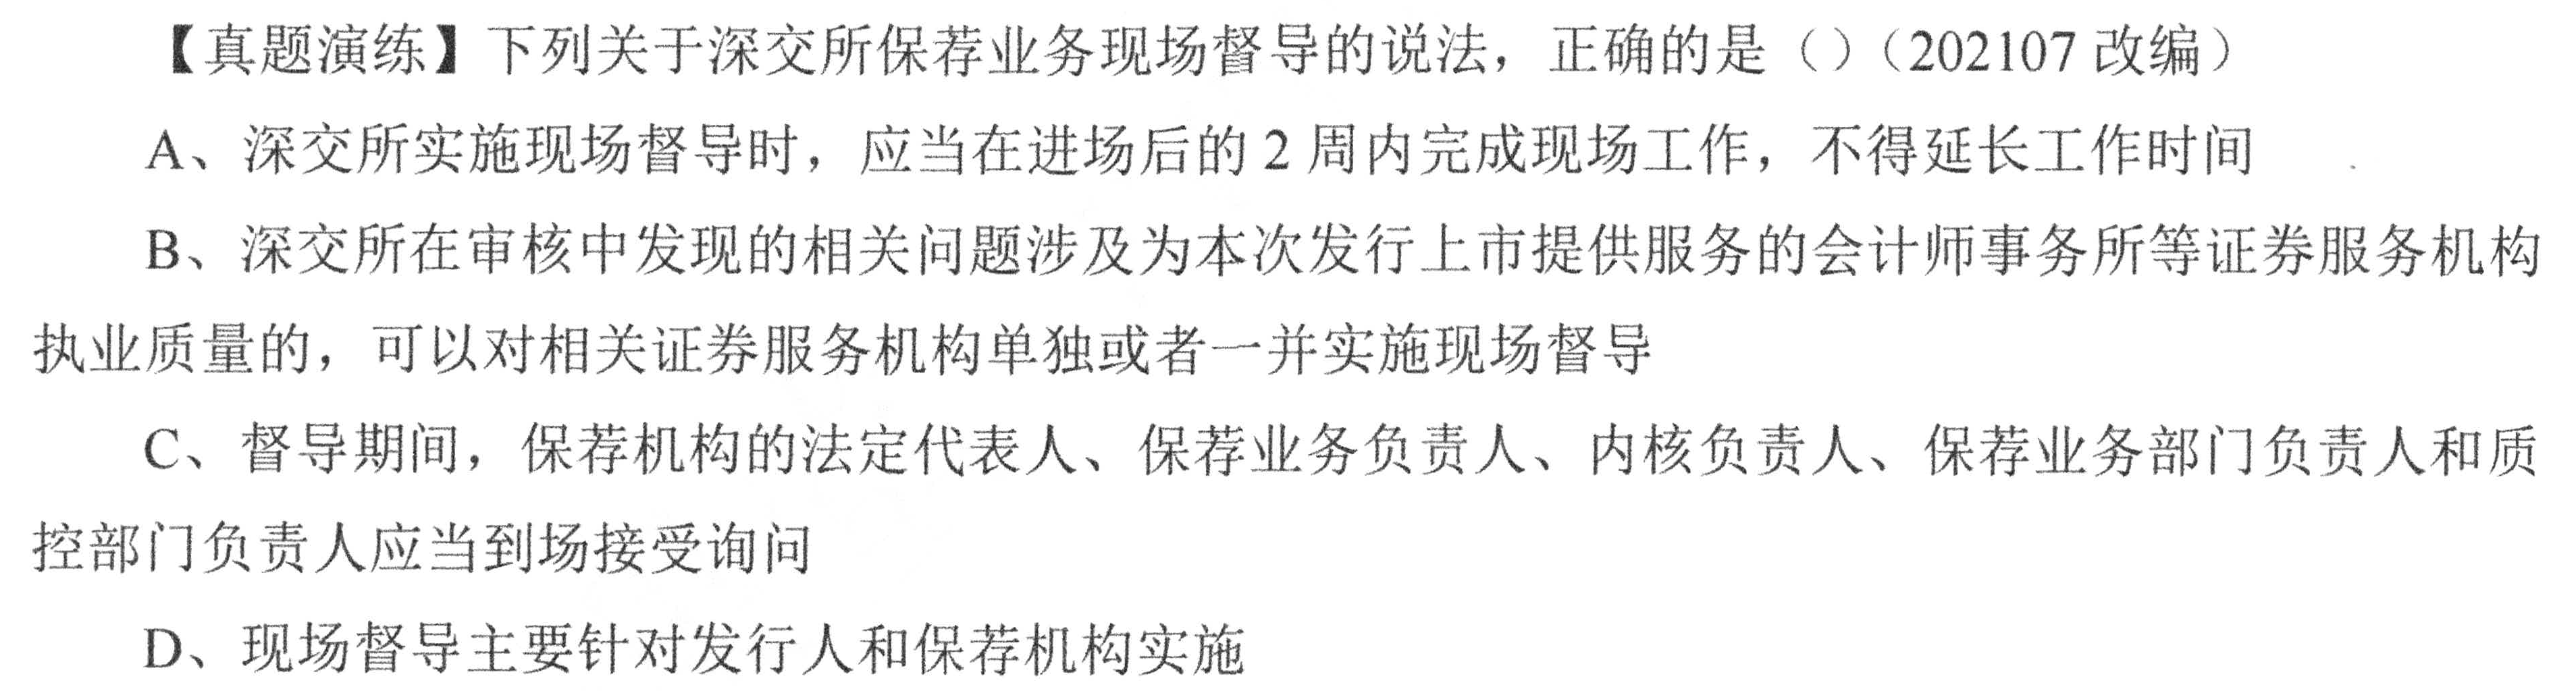 【真题演练】下列关于深交所保荐业务现场督导的说法，正确的是（）（202107 改编）
A、深交所实施现场督导时，应当在进场后的 2 周内完成现场工作，不得延长工作时间
B、深交所在审核中发现的相关问题涉及为本次发行上市提供服务的会计师事务所等证券服务机构
执业质量的，可以对相关证券服务机构单独或者一并实施现场督导
C、督导期间，保荐机构的法定代表人、保荐业务负责人、内核负责人、保荐业务部门负责人和质
控部门负责人应当到场接受询问
D、现场督导主要针对发行人和保荐机构实施